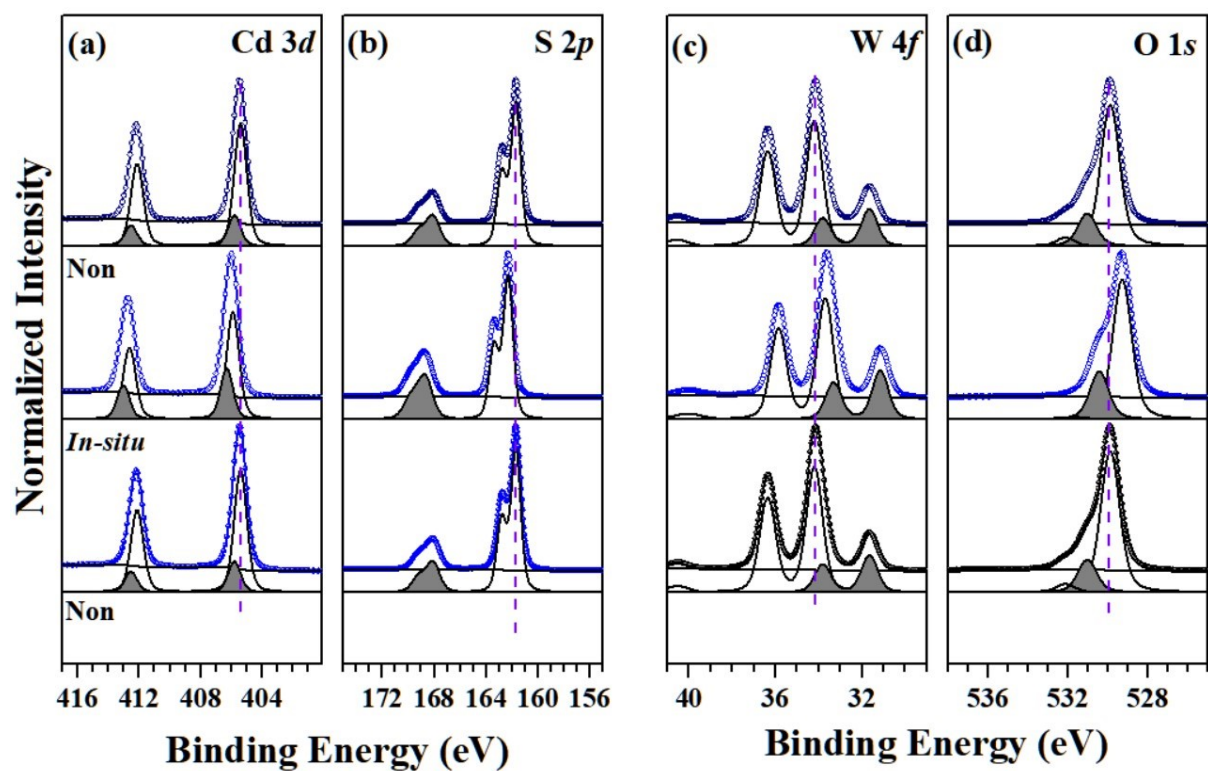 (a) Cd 3d
(b) S 2p
(c) W 4f
(d) O 1s
Normalized Intensity
Non
In-situ
Non
416 412 408 404
172 168 164 160 156
40 36 32
536 532 528
Binding Energy (eV)
Binding Energy (eV)